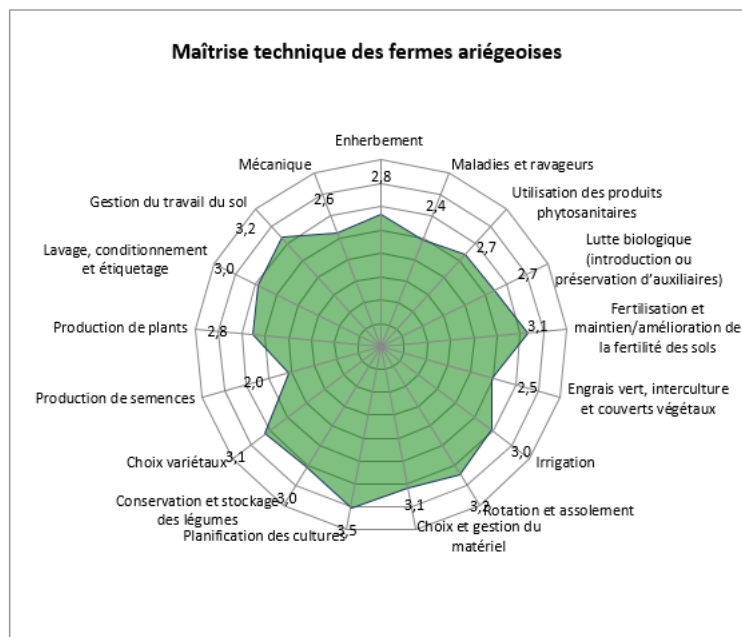 Maîtrise technique des fermes ariégeoises
Enherbement
2,8
Maladies et ravageurs
2,4
Utilisation des produits
phytosanitaires
2,7
Lutte biologique
(introduction ou
préservation d’auxiliaires)
2,7
Fertilisation et
maintien/amélioration de
la fertilité des sols
3,1
Engrais vert, interculture
et couverts végétaux
2,5
Irrigation
3,0
Rotation et assolement
3,2
Choix et gestion du
matériel
3,1
Planification des cultures
3,5
Conservation et stockage
des légumes
3,0
Choix variétaux
3,1
Production de semences
2,0
Production de plants
2,8
Lavage, conditionnement
et étiquetage
3,0
Gestion du travail du sol
3,2
Mécanique
2,6